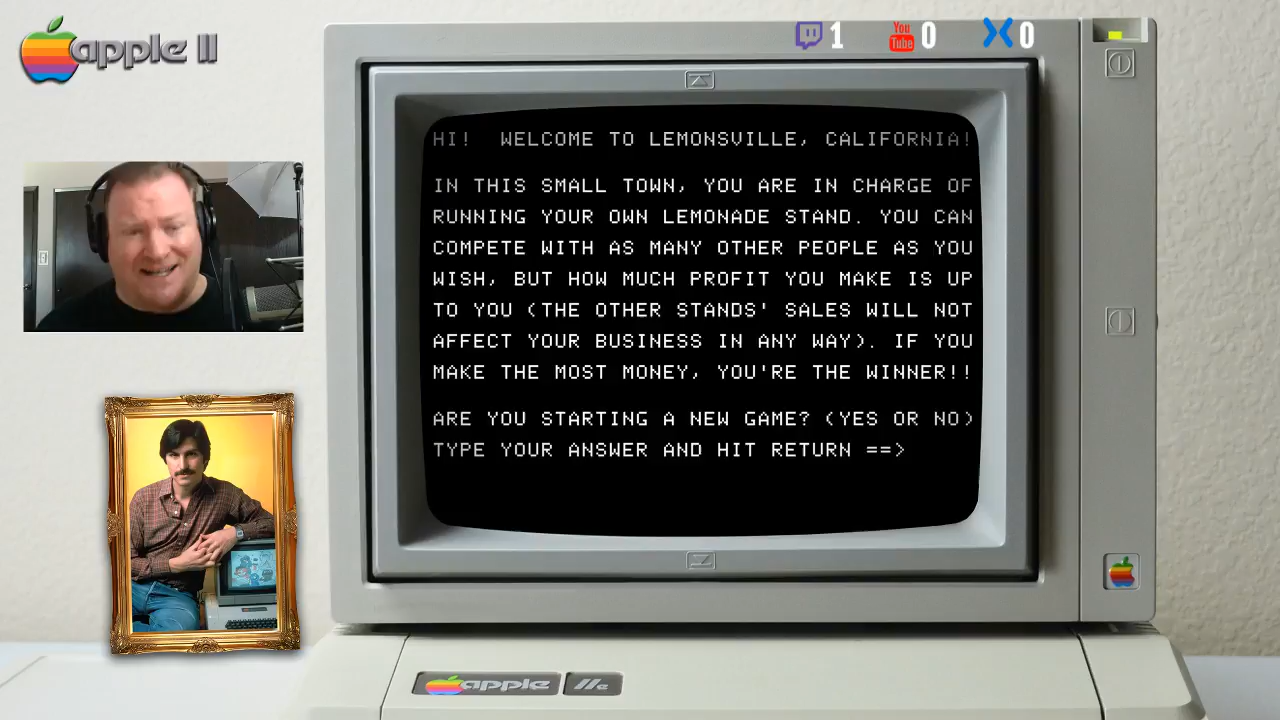 apple II
1
You
Tube
0
0
HI! WELCOME TO LEMONSVILLE, CALIFORNIA!
IN THIS SMALL TOWN, YOU ARE IN CHARGE OF
RUNNING YOUR OWN LEMONADE STAND. YOU CAN
COMPETE WITH AS MANY OTHER PEOPLE AS YOU
WISH, BUT HOW MUCH PROFIT YOU MAKE IS UP
TO YOU (THE OTHER STANDS' SALES WILL NOT
AFFECT YOUR BUSINESS IN ANY WAY). IF YOU
MAKE THE MOST MONEY, YOU'RE THE WINNER!!
ARE YOU STARTING A NEW GAME? (YES OR NO)
TYPE YOUR ANSWER AND HIT RETURN ==>
apple //e